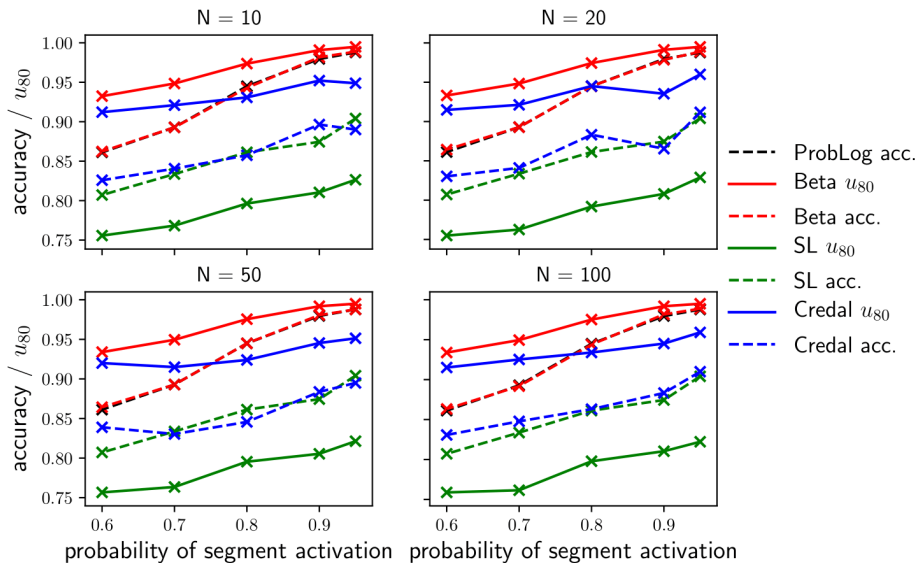 N = 10
N = 20
1.00
0.95
0.90
0.85
0.80
0.75
accuracy / u80
ProbLog acc.
Beta u80
Beta acc.
SL u80
SL acc.
Credal u80
Credal acc.
N = 50
N = 100
1.00
0.95
0.90
0.85
0.80
0.75
accuracy / u80
0.6 0.7 0.8 0.9
0.6 0.7 0.8 0.9
probability of segment activation
probability of segment activation